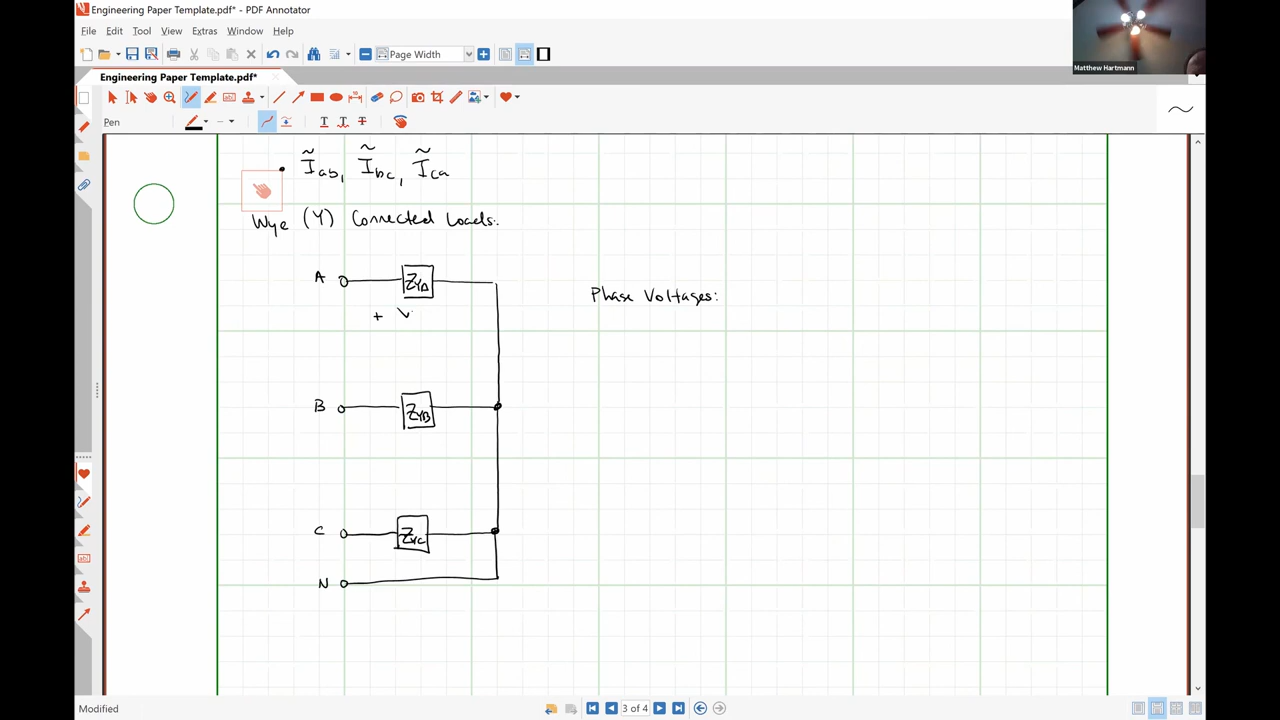 Engineering Paper Template.pdf* - PDF Annotator
File Edit Tool View Extras Window Help
Page Width
Matthew Hartmann
Engineering Paper Template.pdf*
Pen
Ĩab, Ĩbc, Ĩca
Wye (Y) Connected Loads:
A ZYA
Phase Voltages:
+ V
B ZYB
C ZYC
N
Modified
3 of 4